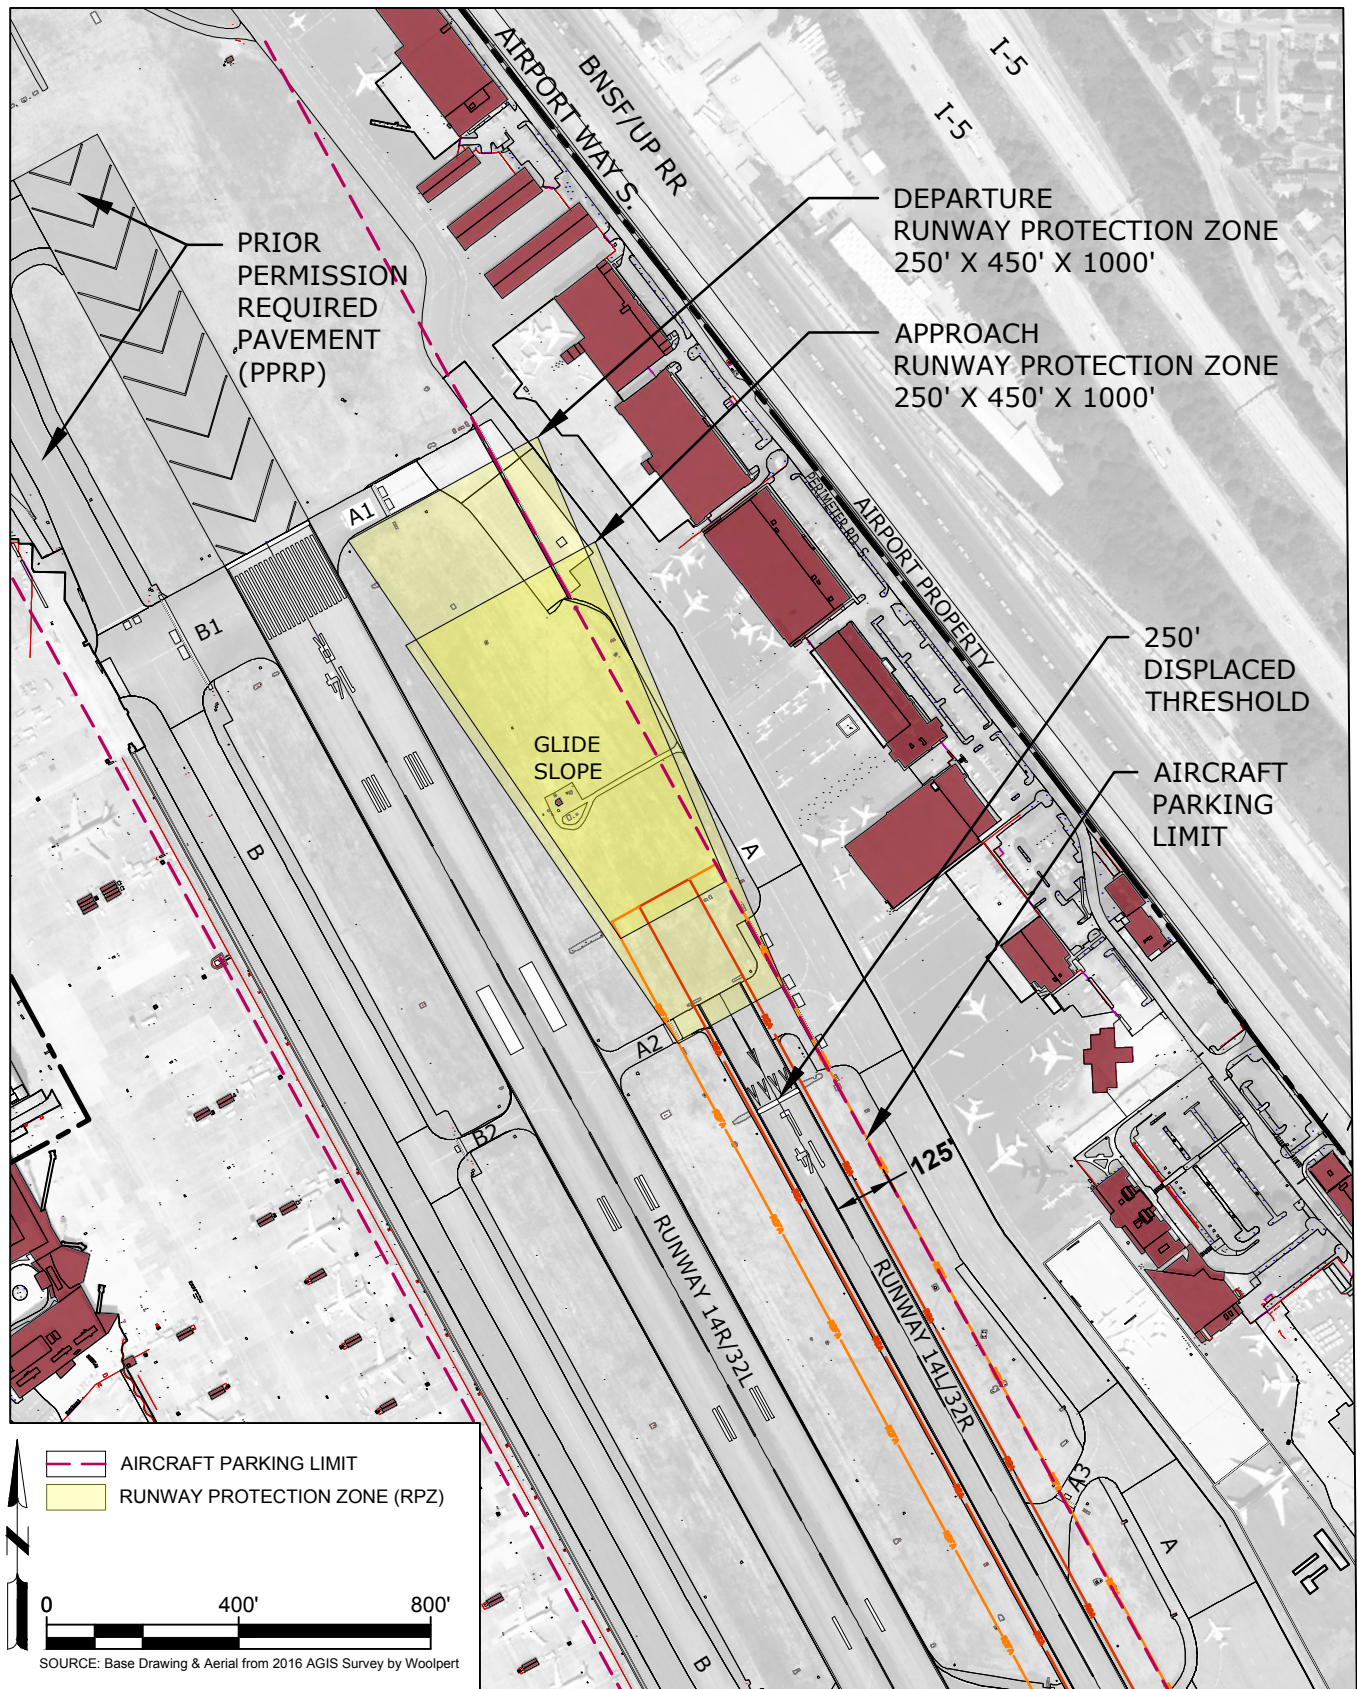 I-5
I-5
AIRPORT WAY S.
BNSF/UP RR
DEPARTURE
RUNWAY PROTECTION ZONE
250' X 450' X 1000'
PRIOR
PERMISSION
REQUIRED
PAVEMENT
(PPRP)
APPROACH
RUNWAY PROTECTION ZONE
250' X 450' X 1000'
A1
PERIMETER RD. S.
AIRPORT PROPERTY
B1
250'
DISPLACED
THRESHOLD
GLIDE
SLOPE
AIRCRAFT
PARKING
LIMIT
B
A
A2
B2
125'
RUNWAY 14R/32L
RUNWAY 14L/32R
A3
A
B
AIRCRAFT PARKING LIMIT
RUNWAY PROTECTION ZONE (RPZ)
N
0 400' 800'
SOURCE: Base Drawing & Aerial from 2016 AGIS Survey by Woolpert